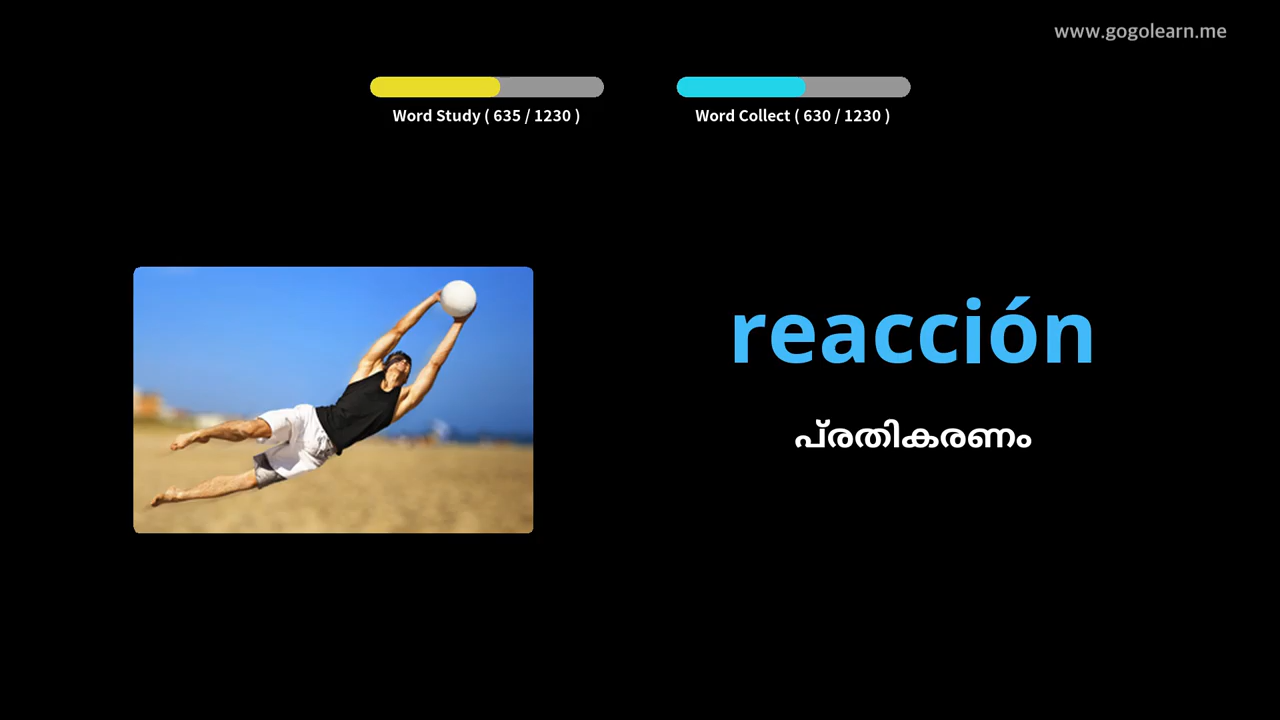 www.gogolearn.me
Word Study ( 635 / 1230 )
Word Collect ( 630 / 1230 )
reacción
പ്രതികരണം